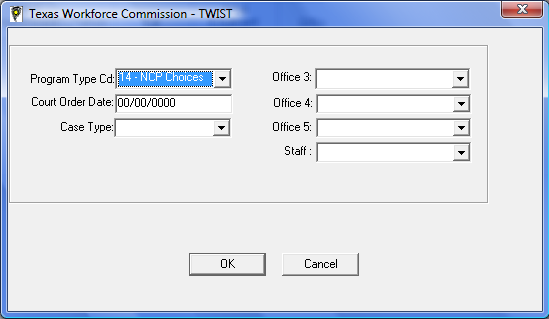 Texas Workforce Commission - TWIST
Program Type Cd: 14 - NCP Choices
Court Order Date: 00/00/0000
Case Type:
Office 3:
Office 4:
Office 5:
Staff :
OK Cancel